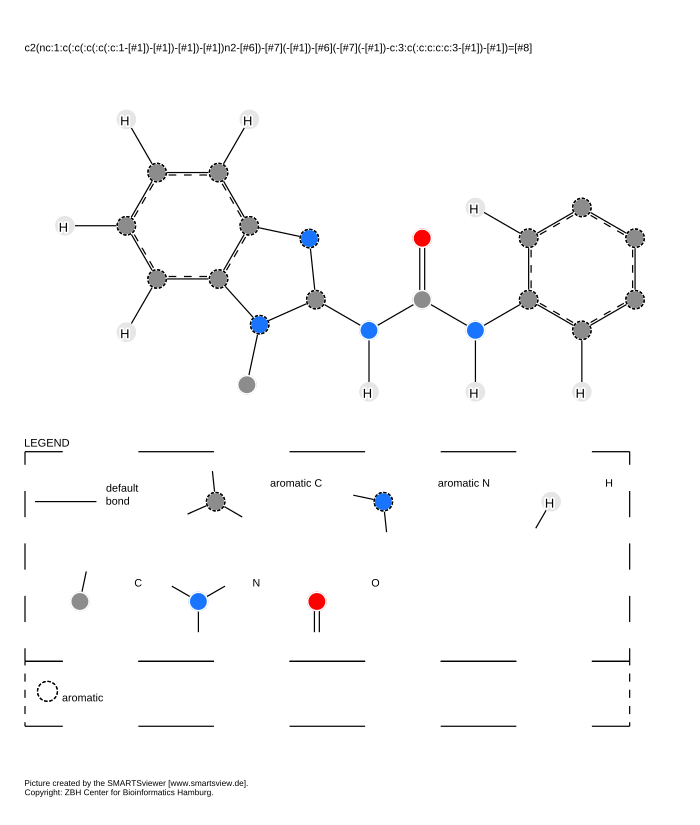 c2(nc:1:c(:c(:c(:c(:c:1-[#1])-[#1])-[#1])-[#1])n2-[#6])-[#7](-[#1])-[#6](-[#7](-[#1])-c:3:c(:c:c:c:c:3-[#1])-[#1])=[#8]
H H
H H
H
H H H
LEGEND
default bond aromatic C aromatic N H H
C N O
aromatic
Picture created by the SMARTSviewer [www.smartsview.de].
Copyright: ZBH Center for Bioinformatics Hamburg.